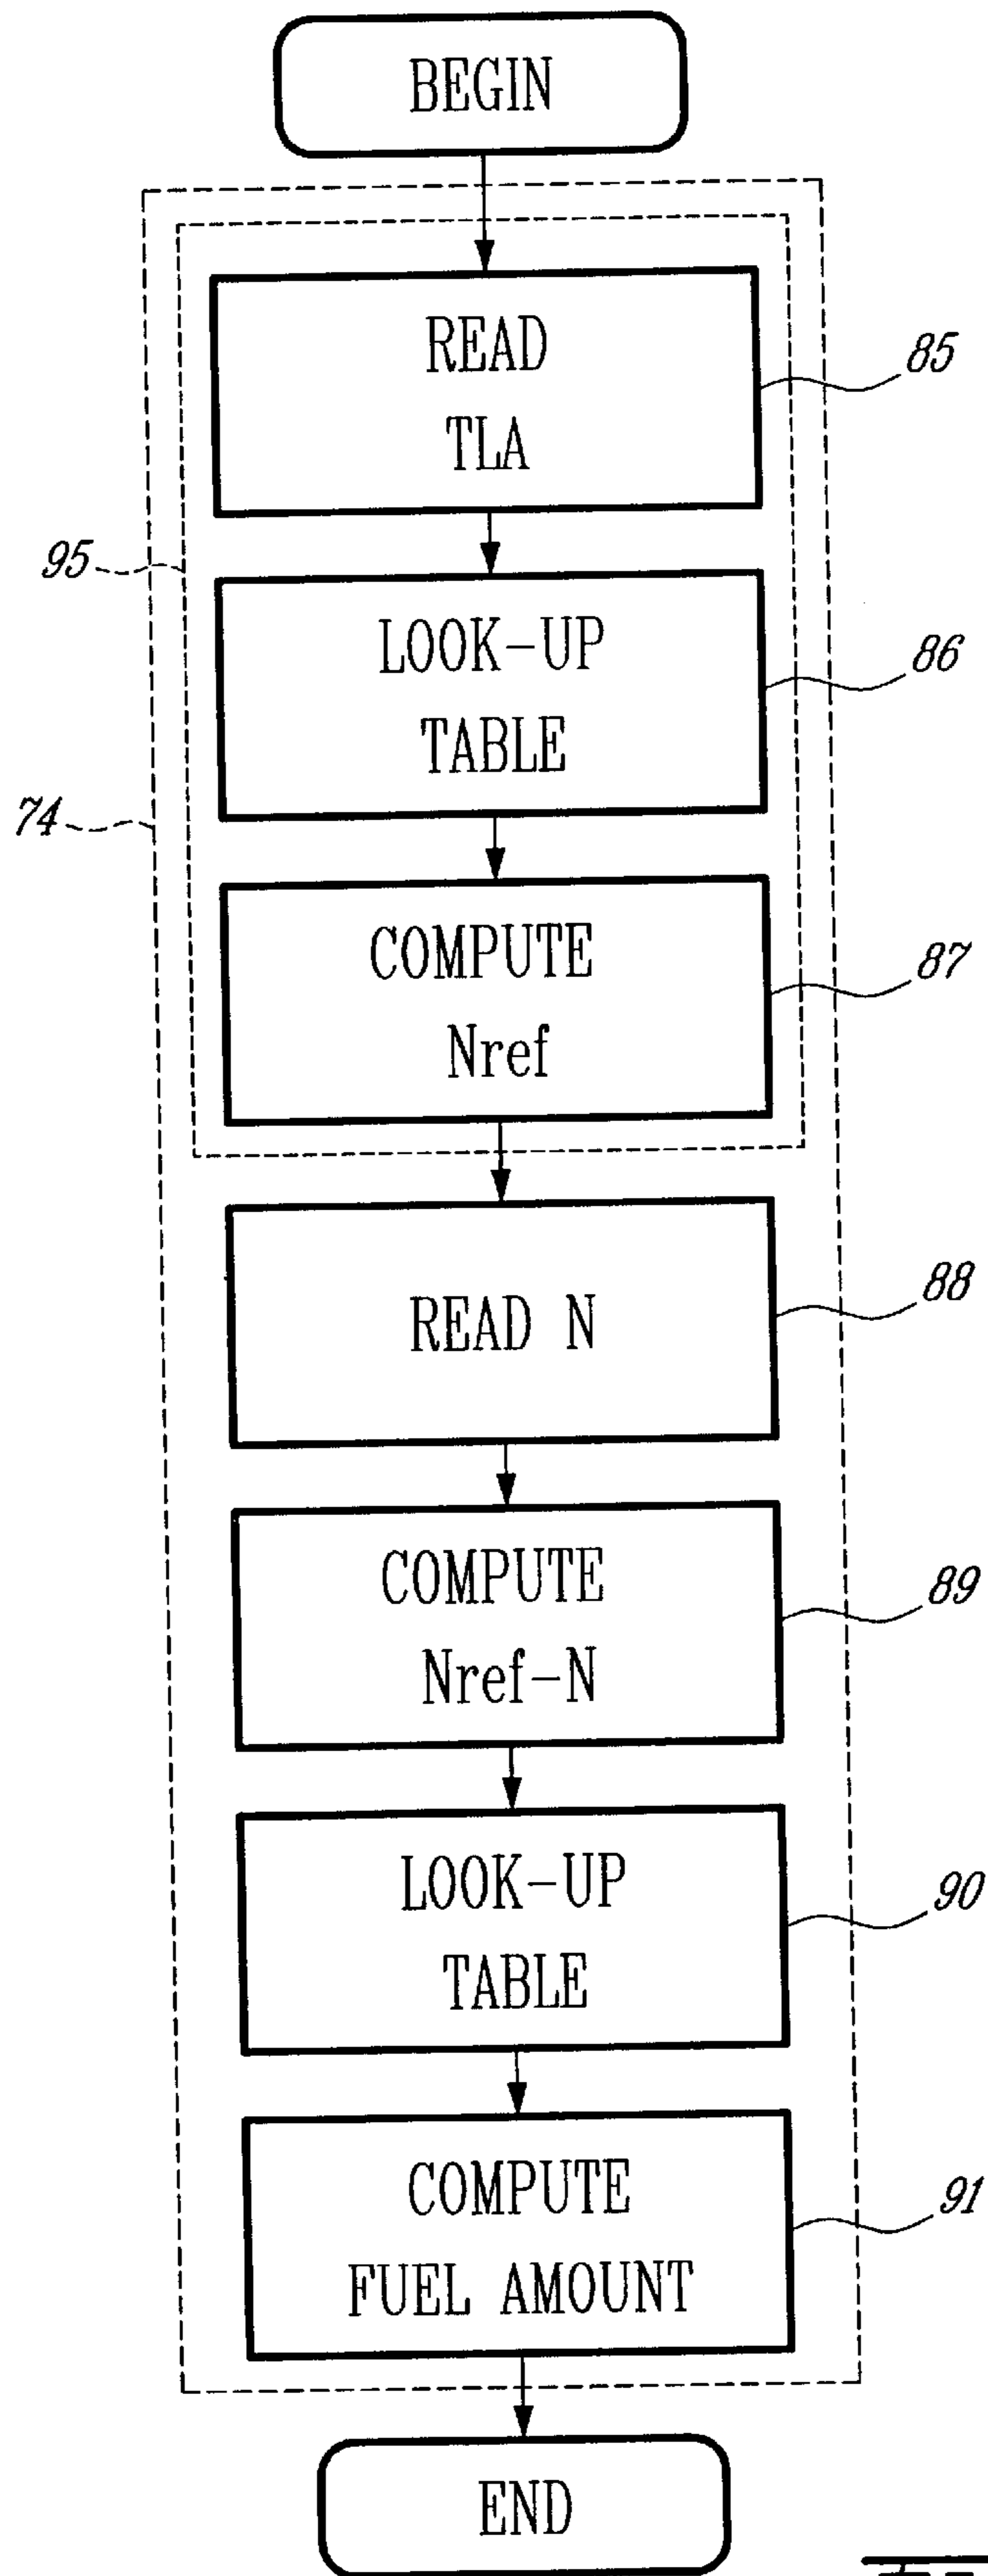 BEGIN
READ
TLA
85
95
LOOK-UP
TABLE
86
74
COMPUTE
Nref
87
READ N
88
COMPUTE
Nref-N
89
LOOK-UP
TABLE
90
COMPUTE
FUEL AMOUNT
91
END